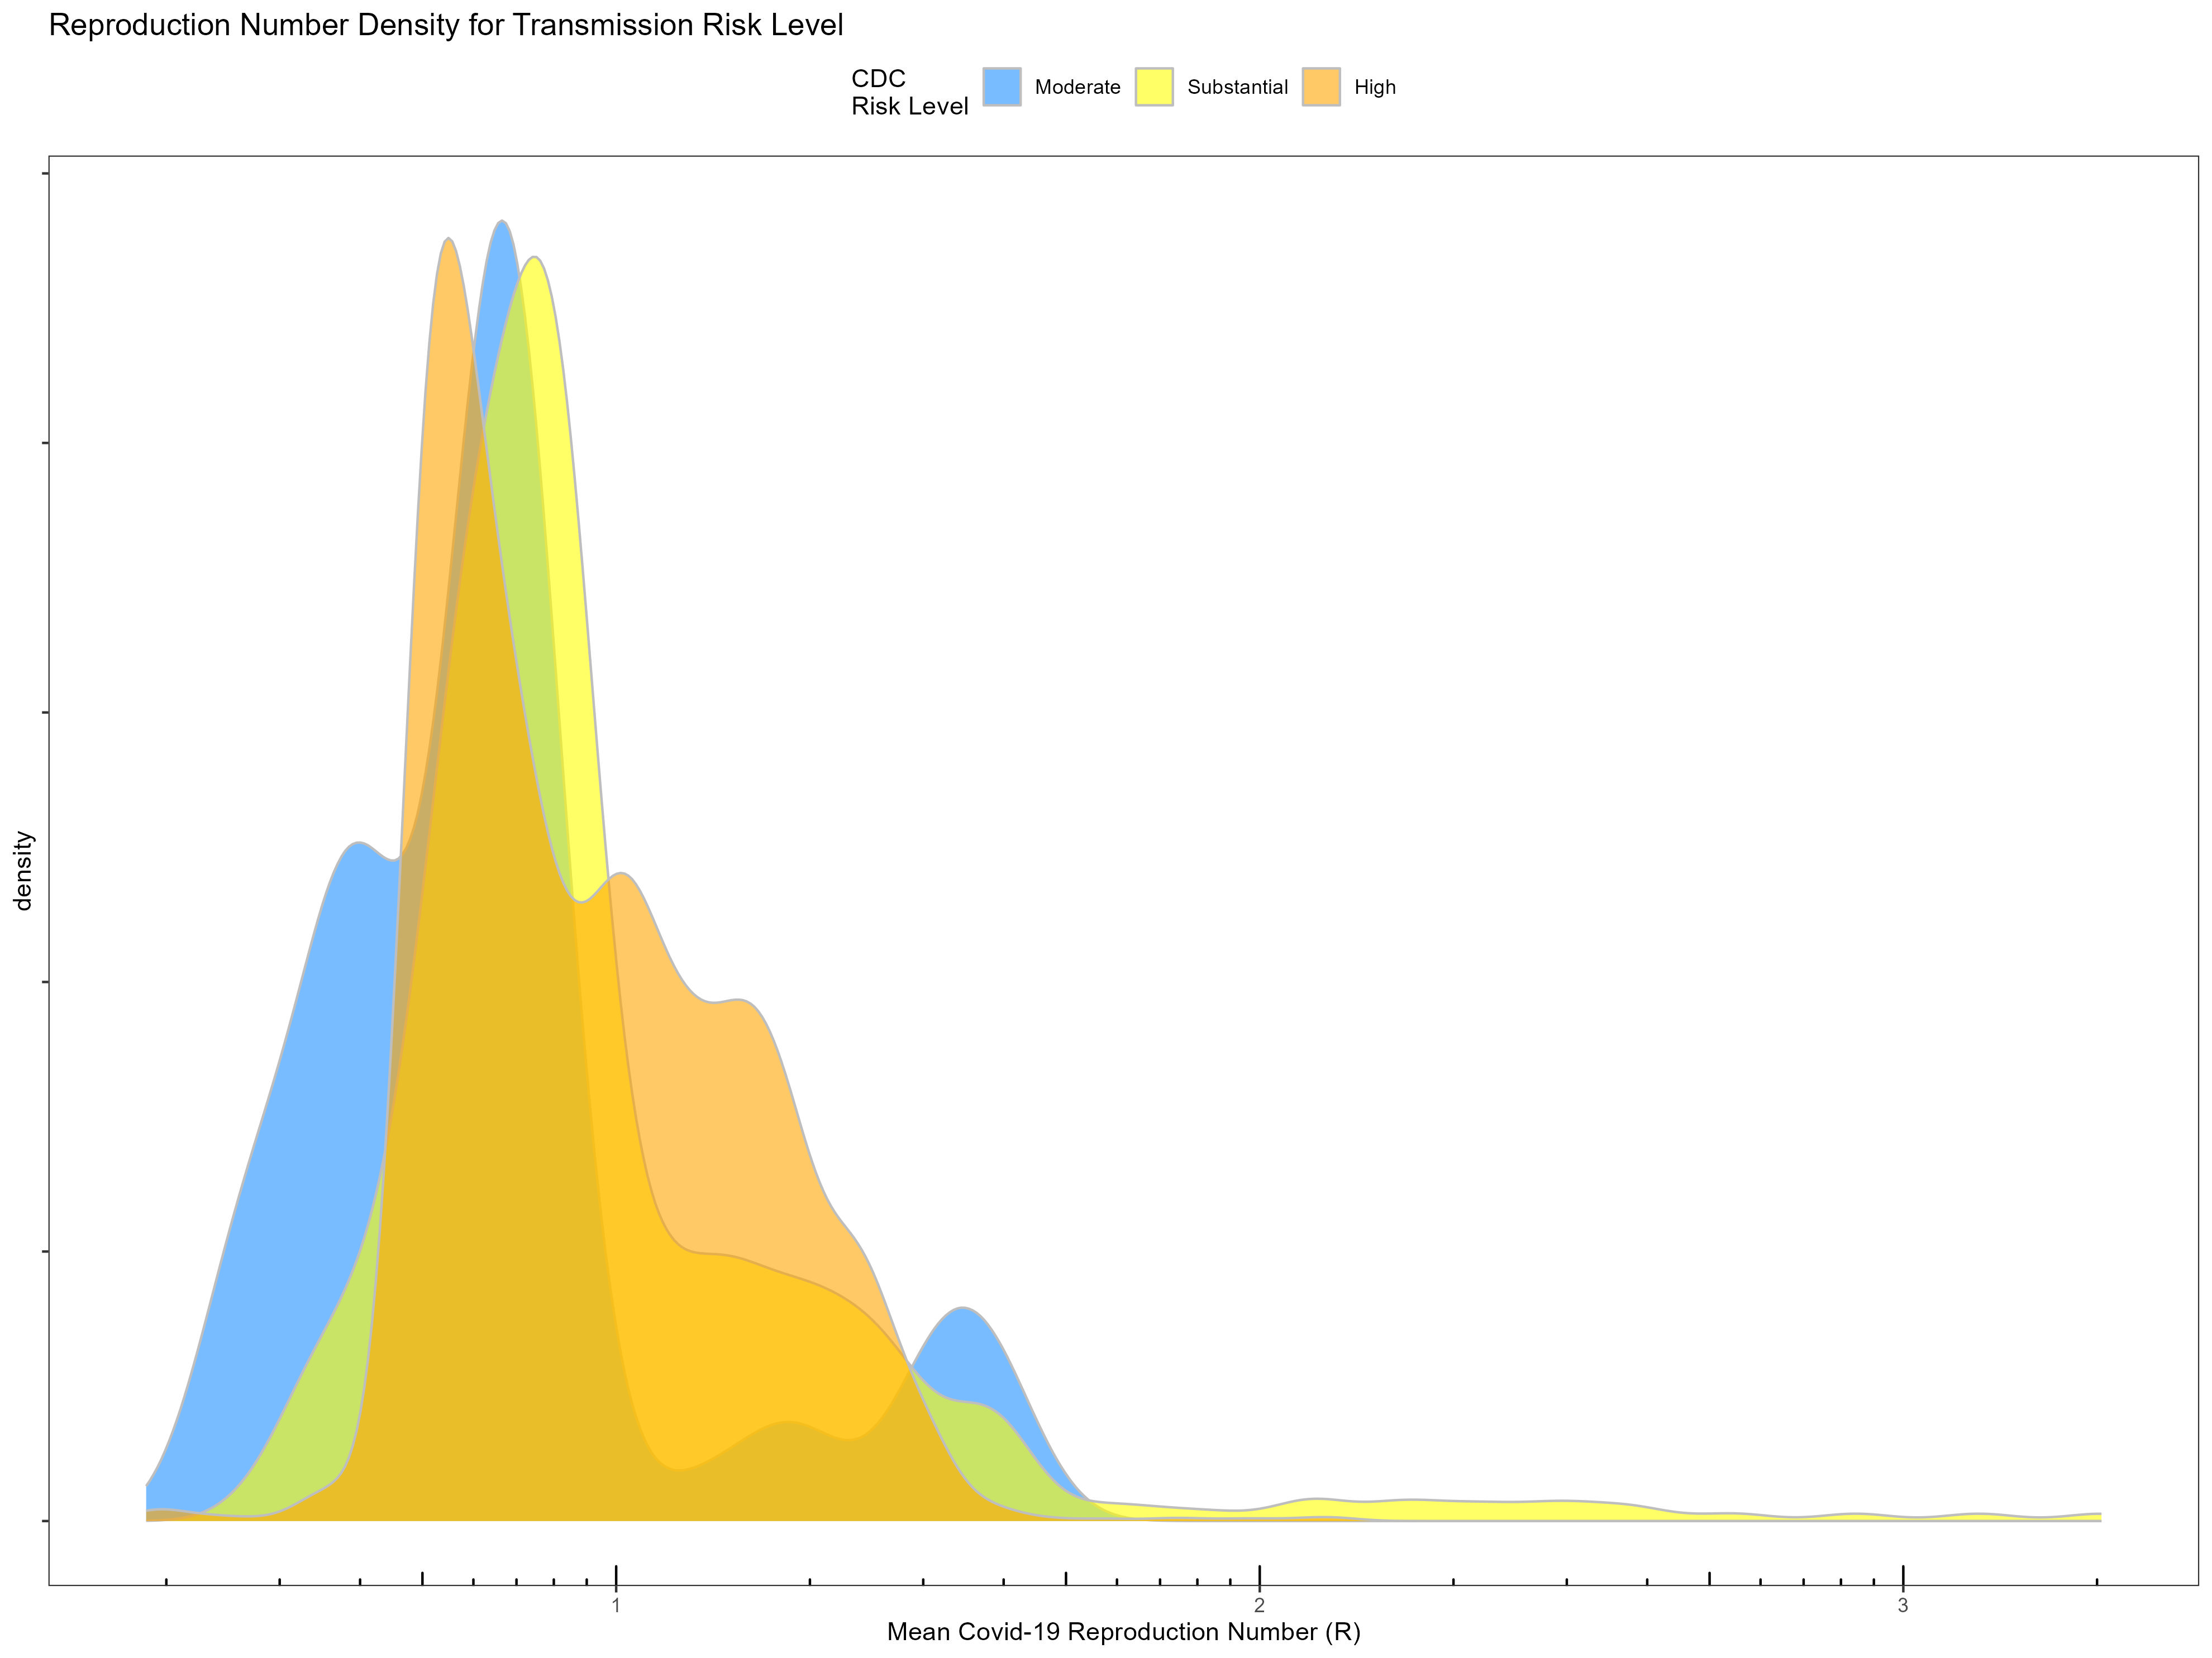 Reproduction Number Density for Transmission Risk Level
CDC
Risk Level
Moderate
Substantial
High
density
1
2
3
Mean Covid-19 Reproduction Number (R)